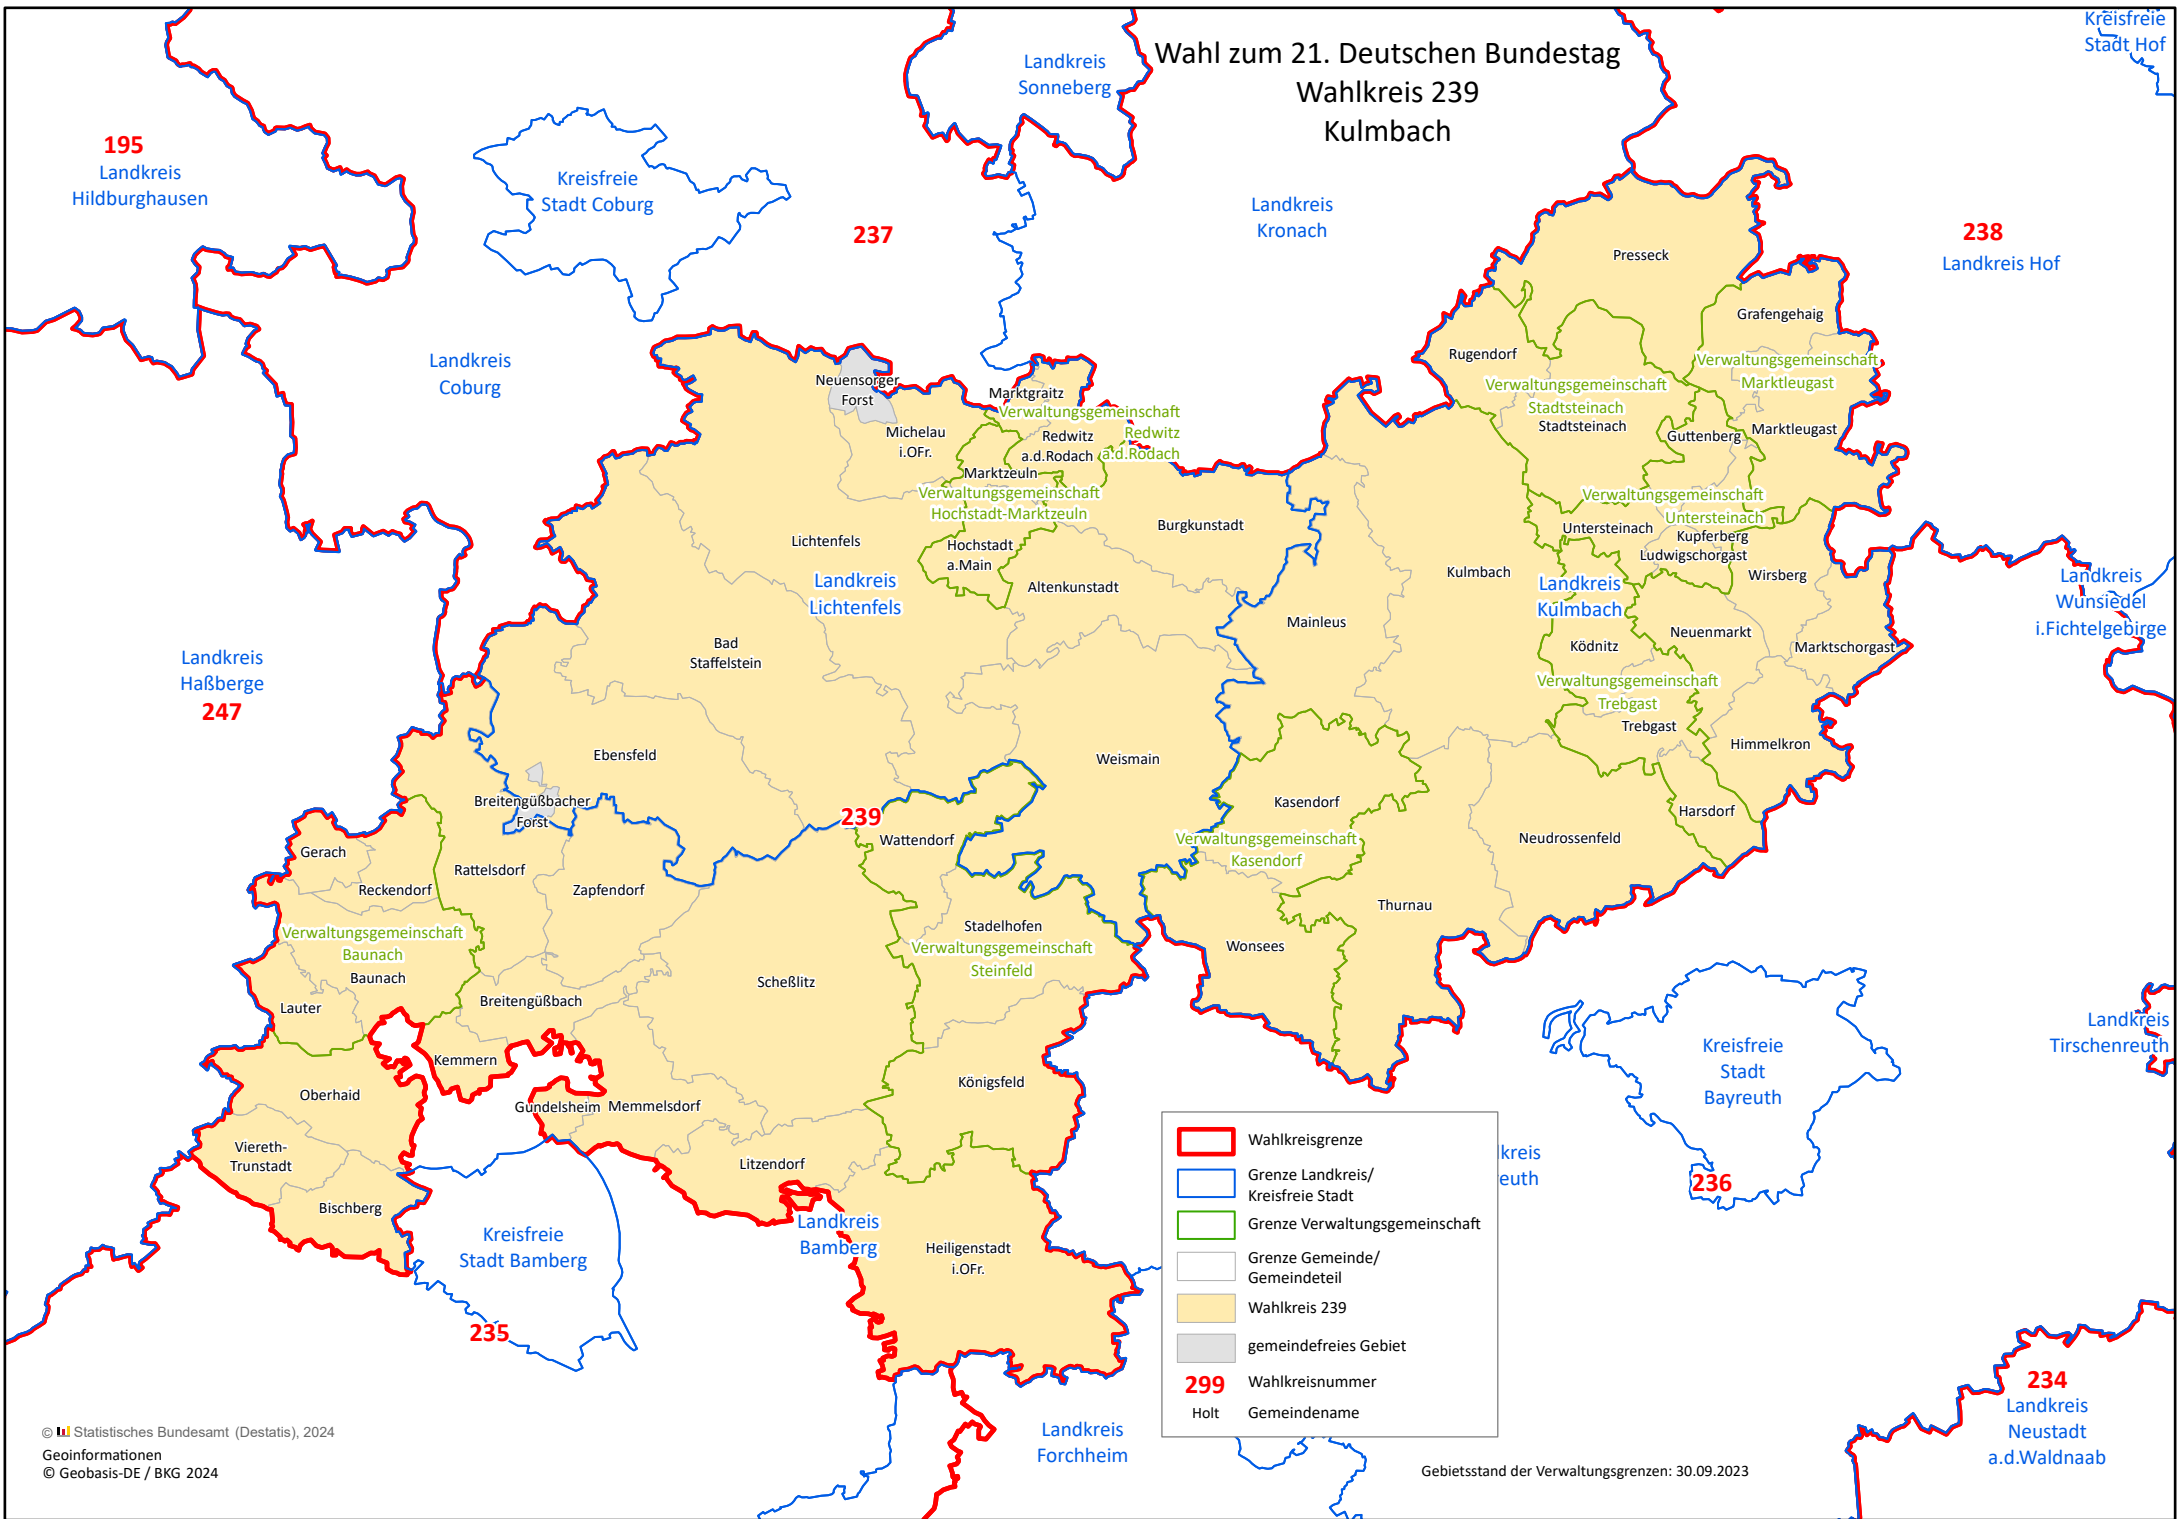 Wahl zum 21. Deutschen Bundestag
Wahlkreis 239
Kulmbach
Kreisfreie
Stadt Hof
Landkreis
Sonneberg
195
Landkreis
Hildburghausen
Kreisfreie
Stadt Coburg
237
Landkreis
Kronach
238
Landkreis Hof
Presseck
Grafengehaig
Rugendorf
Verwaltungsgemeinschaft
Marktleugast
Landkreis
Coburg
Neuensorger
Forst
Marktgraitz
Verwaltungsgemeinschaft
Redwitz
a.d.Rodach
Verwaltungsgemeinschaft
Stadtsteinach
Stadtsteinach
Michelau
i.OFr.
Redwitz
a.d.Rodach
Guttenberg
Marktleugast
Marktzeuln
Verwaltungsgemeinschaft
Hochstadt-Marktzeuln
Verwaltungsgemeinschaft
Untersteinach
Burgkunstadt
Untersteinach
Kupferberg
Ludwigschorgast
Lichtenfels
Hochstadt
a.Main
Landkreis
Lichtenfels
Altenkunstadt
Kulmbach
Landkreis
Kulmbach
Wirsberg
Landkreis
Wunsiedel
i.Fichtelgebirge
Mainleus
Neuenmarkt
Ködnitz
Marktschorgast
Bad
Staffelstein
Landkreis
Haßberge
247
Verwaltungsgemeinschaft
Trebgast
Trebgast
Himmelkron
Ebensfeld
Weismain
Breitengüßbacher
Forst
239
Kasendorf
Harsdorf
Wattendorf
Verwaltungsgemeinschaft
Kasendorf
Neudrossenfeld
Gerach
Reckendorf
Rattelsdorf
Zapfendorf
Thurnau
Verwaltungsgemeinschaft
Baunach
Baunach
Stadelhofen
Verwaltungsgemeinschaft
Steinfeld
Wonsees
Scheßlitz
Lauter
Breitengüßbach
Landkreis
Tirschenreuth
Kemmern
Kreisfreie
Stadt
Bayreuth
Oberhaid
Königsfeld
Gundelsheim
Memmelsdorf
Viereth-
Trunstadt
Litzendorf
Bischberg
236
lkreis
euth
Landkreis
Bamberg
Kreisfreie
Stadt Bamberg
Heiligenstadt
i.OFr.
235
Wahlkreisgrenze
Grenze Landkreis/
Kreisfreie Stadt
Grenze Verwaltungsgemeinschaft
Grenze Gemeinde/
Gemeindeteil
Wahlkreis 239
gemeindefreies Gebiet
299 Wahlkreisnummer
Holt Gemeindename
234
Landkreis
Neustadt
a.d.Waldnaab
Landkreis
Forchheim
© Statistisches Bundesamt (Destatis), 2024
Geoinformationen
© Geobasis-DE / BKG 2024
Gebietsstand der Verwaltungsgrenzen: 30.09.2023